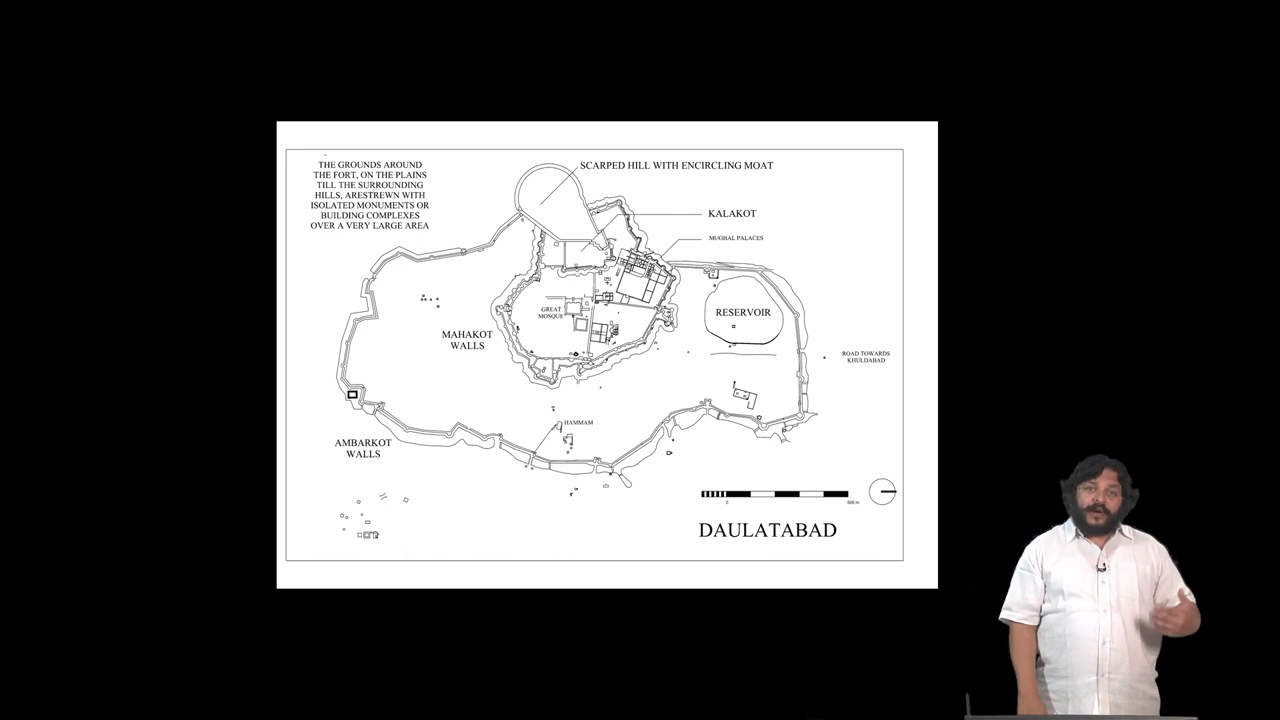 THE GROUNDS AROUND
THE FORT, ON THE PLAINS
TILL THE SURROUNDING
HILLS, ARESTREWN WITH
ISOLATED MONUMENTS OR
BUILDING COMPLEXES
OVER A VERY LARGE AREA
SCARPED HILL WITH ENCIRCLING MOAT
KALAKOT
MUGHAL PALACES
GREAT
MOSQUE
RESERVOIR
MAHAKOT
WALLS
ROAD TOWARDS
KHULDABAD
HAMMAM
AMBARKOT
WALLS
0
500 m
DAULATABAD